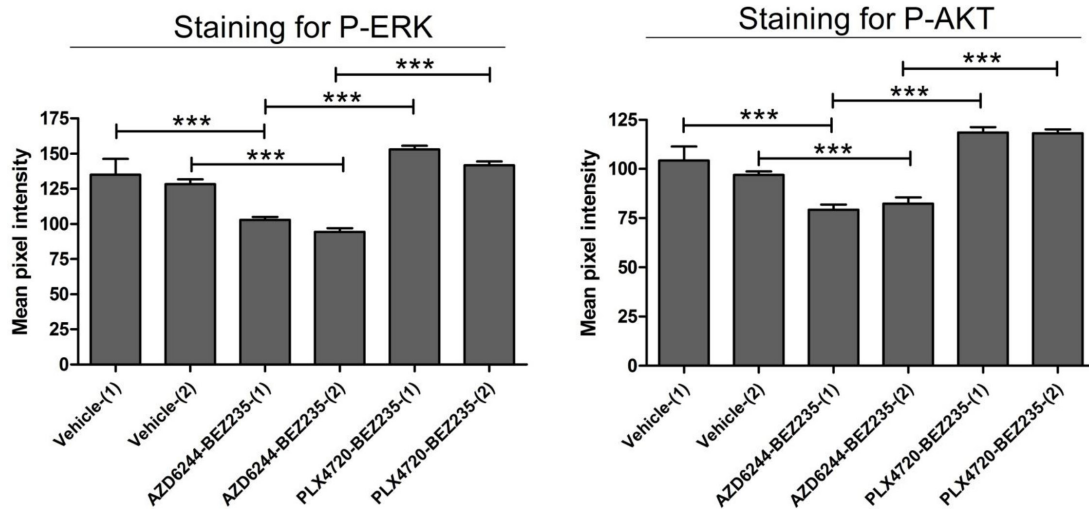 Staining for P-ERK
***
***
***
***
175
150
125
100
75
50
25
0
Mean pixel intensity
Vehicle-(1)
Vehicle-(2)
AZD6244-BEZ235-(1)
AZD6244-BEZ235-(2)
PLX4720-BEZ235-(1)
PLX4720-BEZ235-(2)
Staining for P-AKT
***
***
***
***
125
100
75
50
25
0
Mean pixel intensity
Vehicle-(1)
Vehicle-(2)
AZD6244-BEZ235-(1)
AZD6244-BEZ235-(2)
PLX4720-BEZ235-(1)
PLX4720-BEZ235-(2)